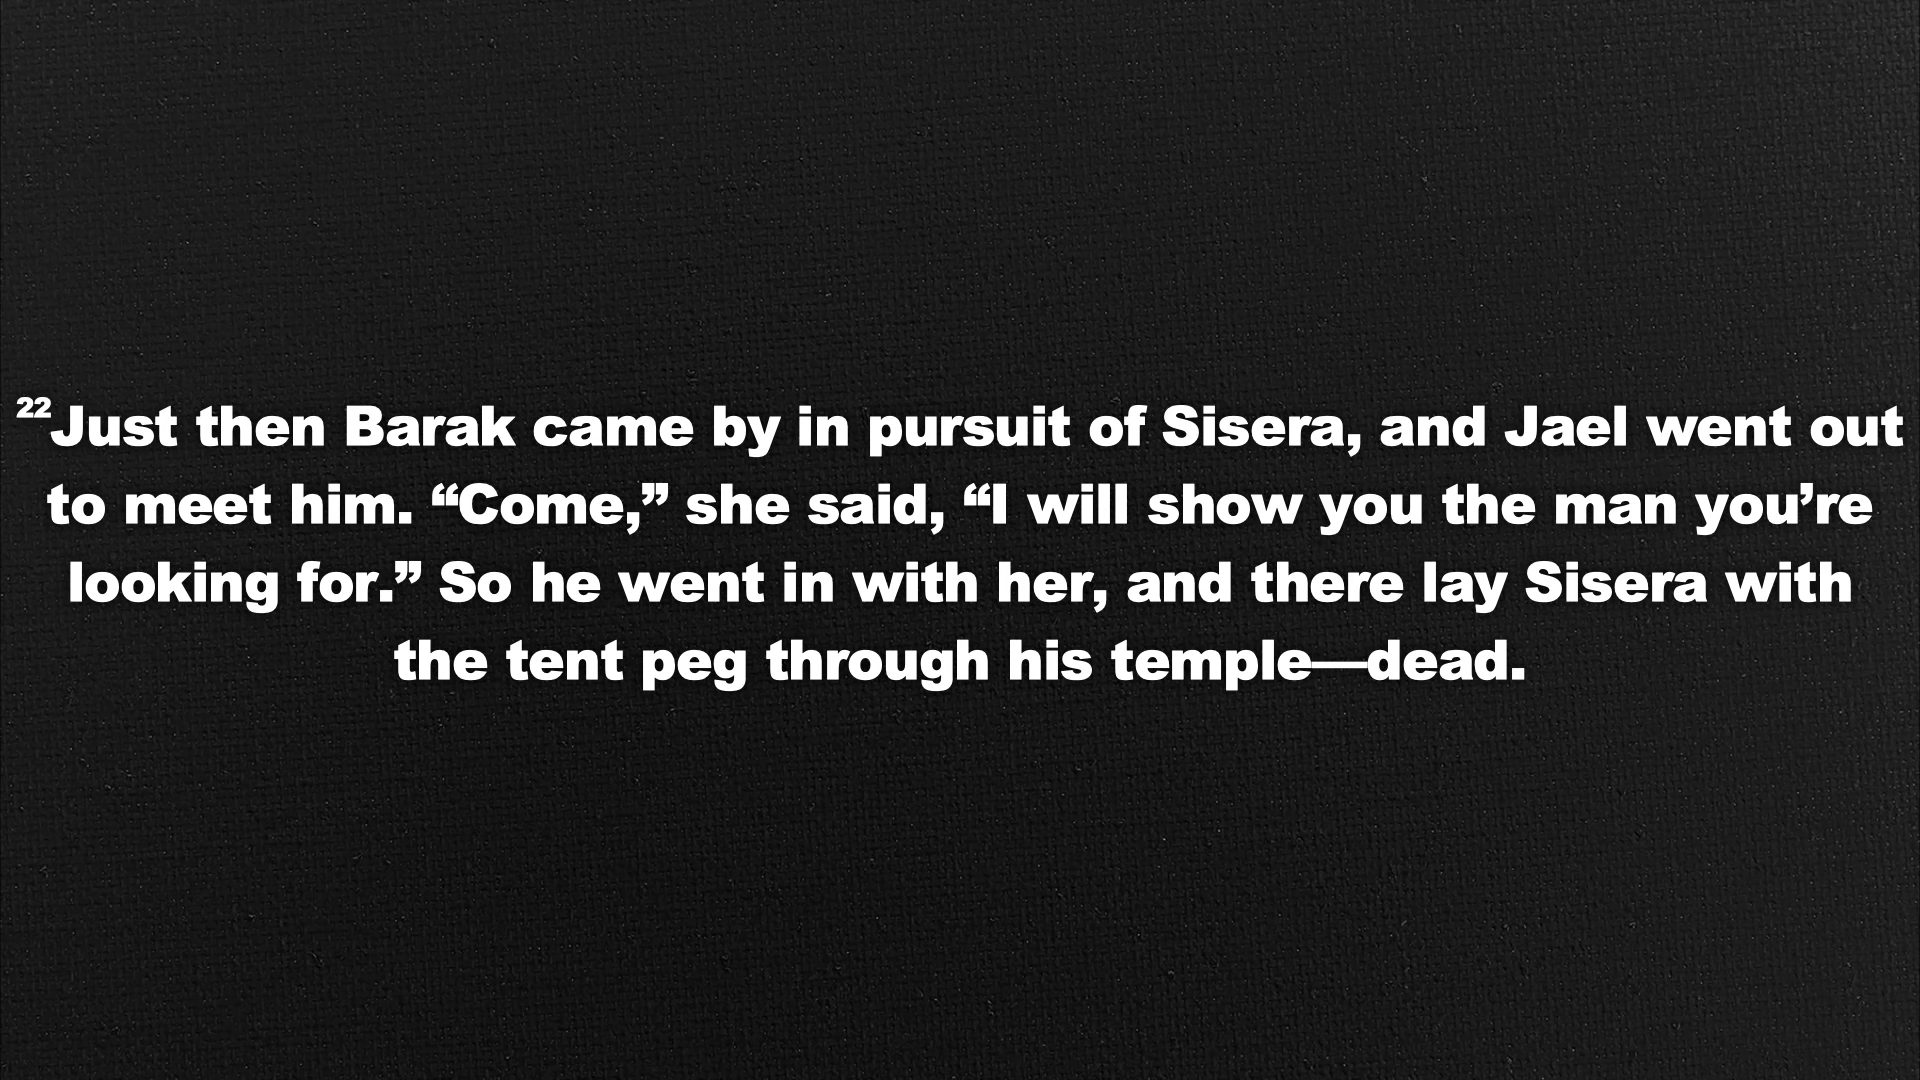 ²²Just then Barak came by in pursuit of Sisera, and Jael went out
to meet him. “Come,” she said, “I will show you the man you’re
looking for.” So he went in with her, and there lay Sisera with
the tent peg through his temple—dead.